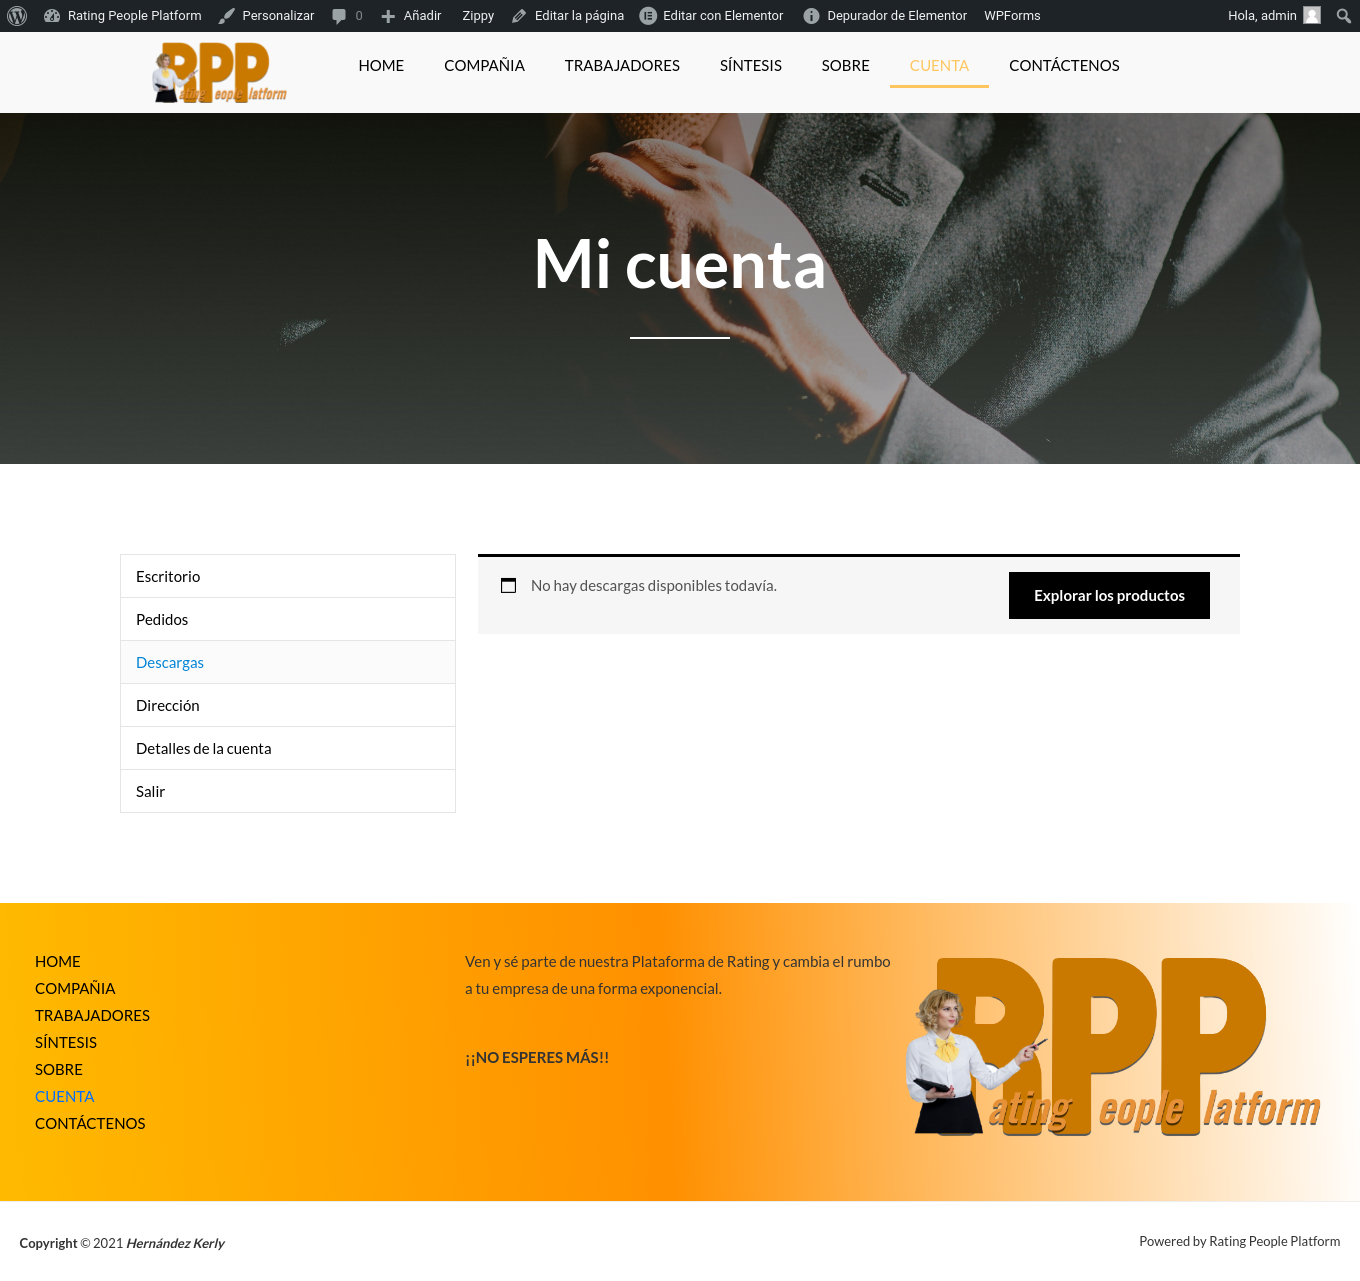 Rating People Platform Personalizar 0 Añadir Zippy Editar la página Editar con Elementor Depurador de Elementor WPForms Hola, admin
RPP
ating eople latform
HOME COMPAÑIA TRABAJADORES SÍNTESIS SOBRE CUENTA CONTÁCTENOS
Mi cuenta
Escritorio
Pedidos
Descargas
Dirección
Detalles de la cuenta
Salir
No hay descargas disponibles todavía.
Explorar los productos
HOME
COMPAÑIA
TRABAJADORES
SÍNTESIS
SOBRE
CUENTA
CONTÁCTENOS
Ven y sé parte de nuestra Plataforma de Rating y cambia el rumbo
a tu empresa de una forma exponencial.
¡¡NO ESPERES MÁS!!
RPP
ating eople latform
Copyright © 2021 Hernández Kerly
Powered by Rating People Platform